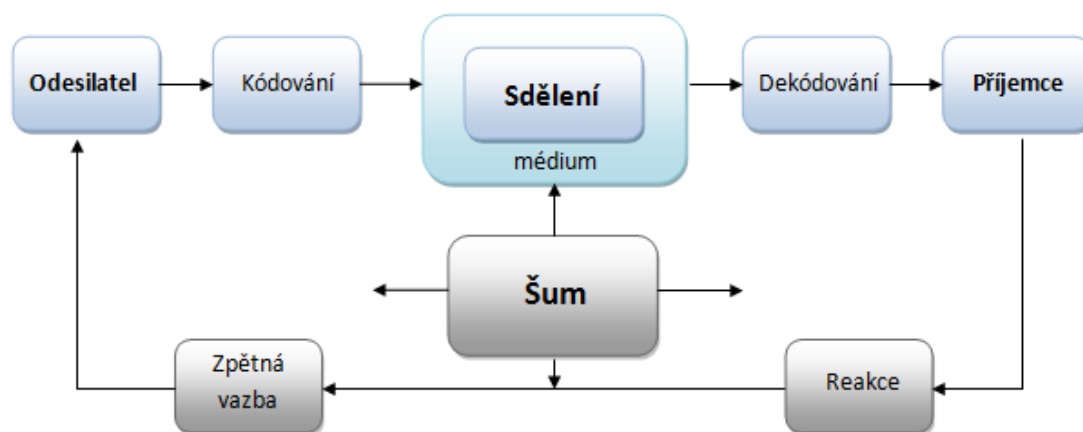 Odesilatel
Kódování
Sdělení
médium
Dekódování
Příjemce
Šum
Zpětná
vazba
Reakce